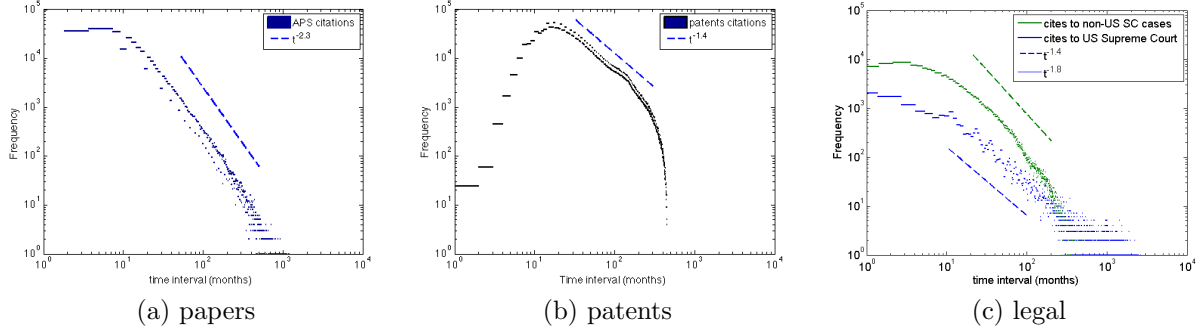 10^5
10^4
10^3
10^2
10^1
10^0
Frequency
APS citations
t^-2.3
10^0
10^1
10^2
10^3
10^4
time interval (months)
(a) papers
10^5
10^4
10^3
10^2
10^1
10^0
Frequency
patents citations
t^-1.4
10^0
10^1
10^2
10^3
10^4
Time interval (months)
(b) patents
10^5
10^4
10^3
10^2
10^1
10^0
Frequency
cites to non-US SC cases
cites to US Supreme Court
t^-1.4
t^-1.8
10^0
10^1
10^2
10^3
10^4
time interval (months)
(c) legal